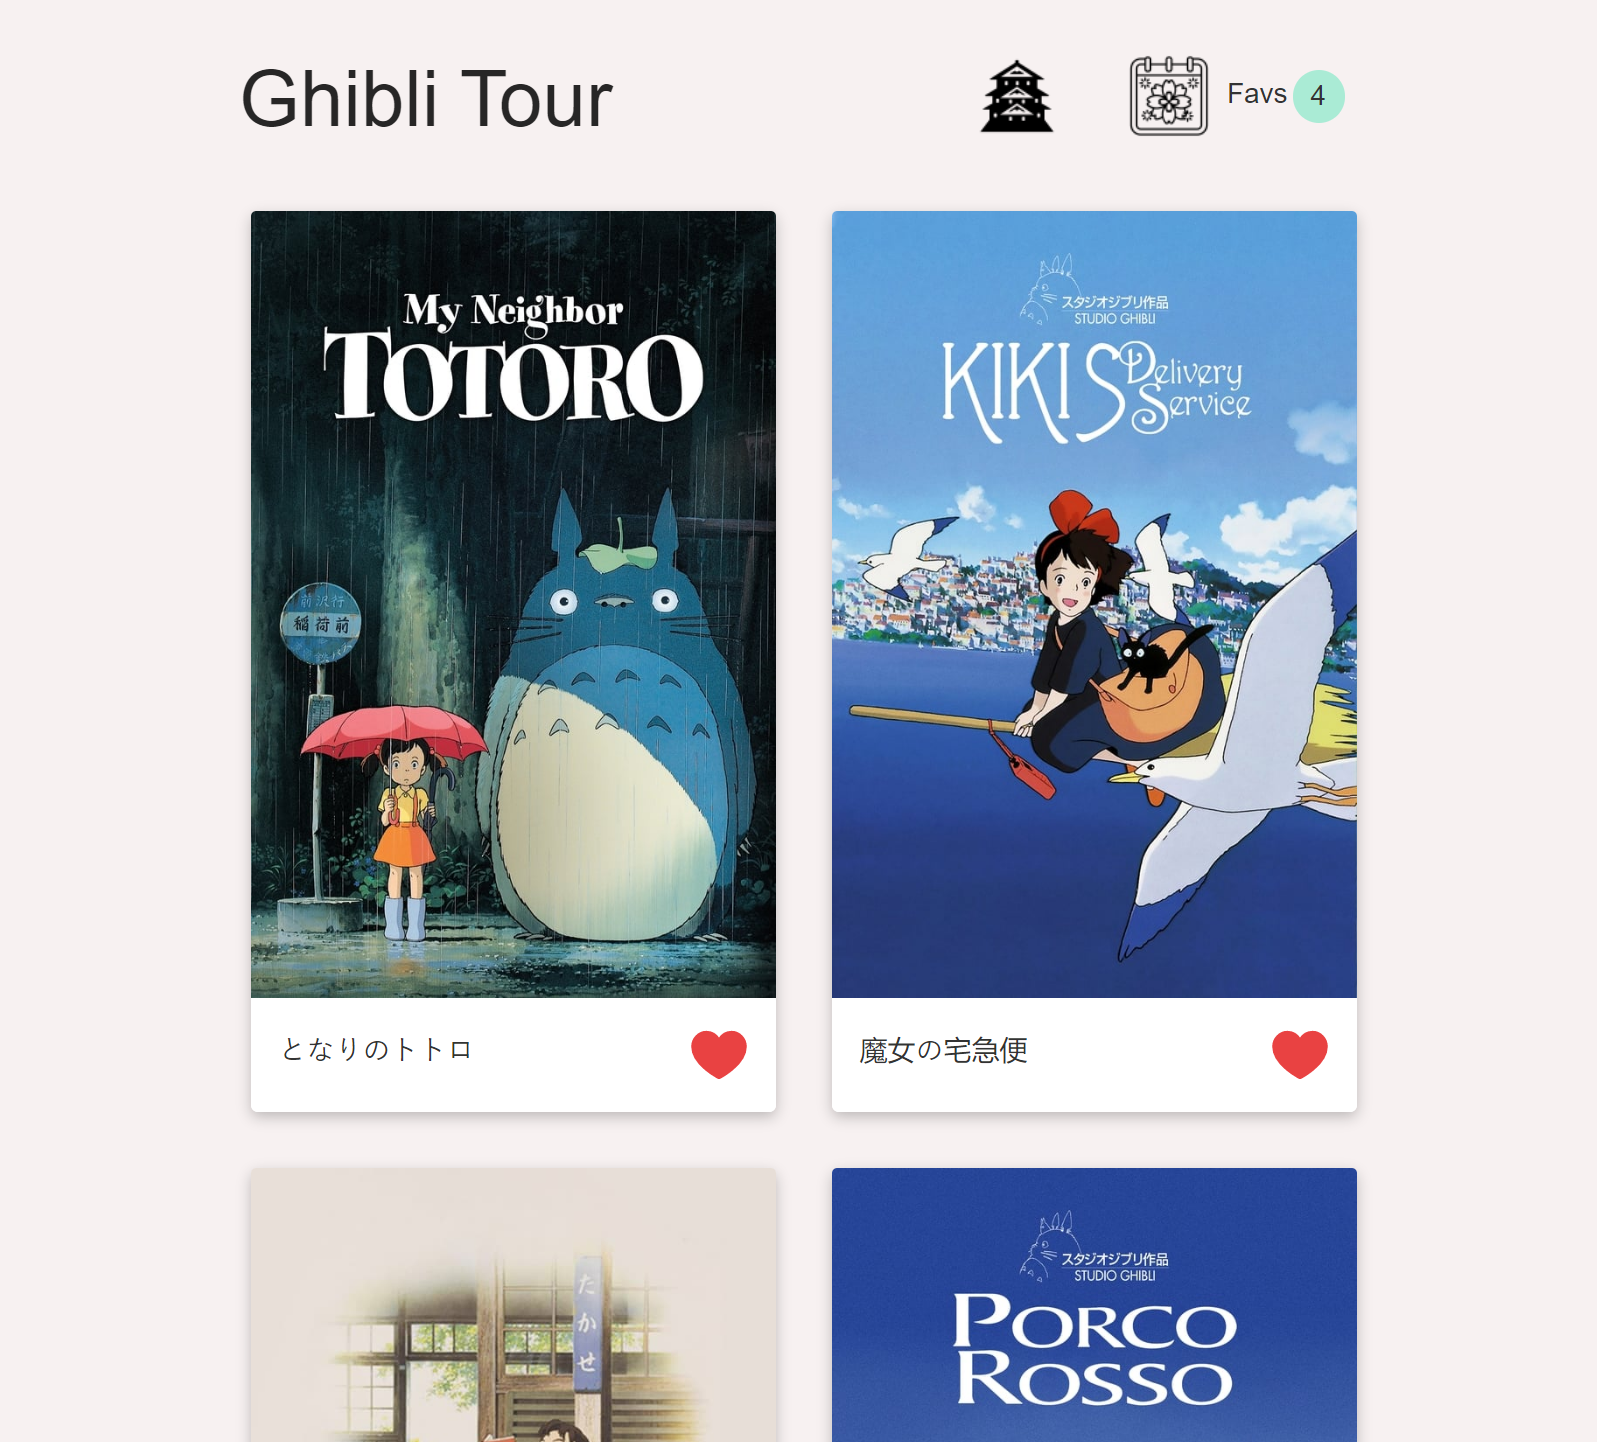 Ghibli Tour
Favs 4
My Neighbor
TOTORO
前沢行
稲荷前
となりのトトロ
スタジオジブリ作品
STUDIO GHIBLI
KIKI'S Delivery
Service
魔女の宅急便
たかせ
スタジオジブリ作品
STUDIO GHIBLI
PORCO
ROSSO